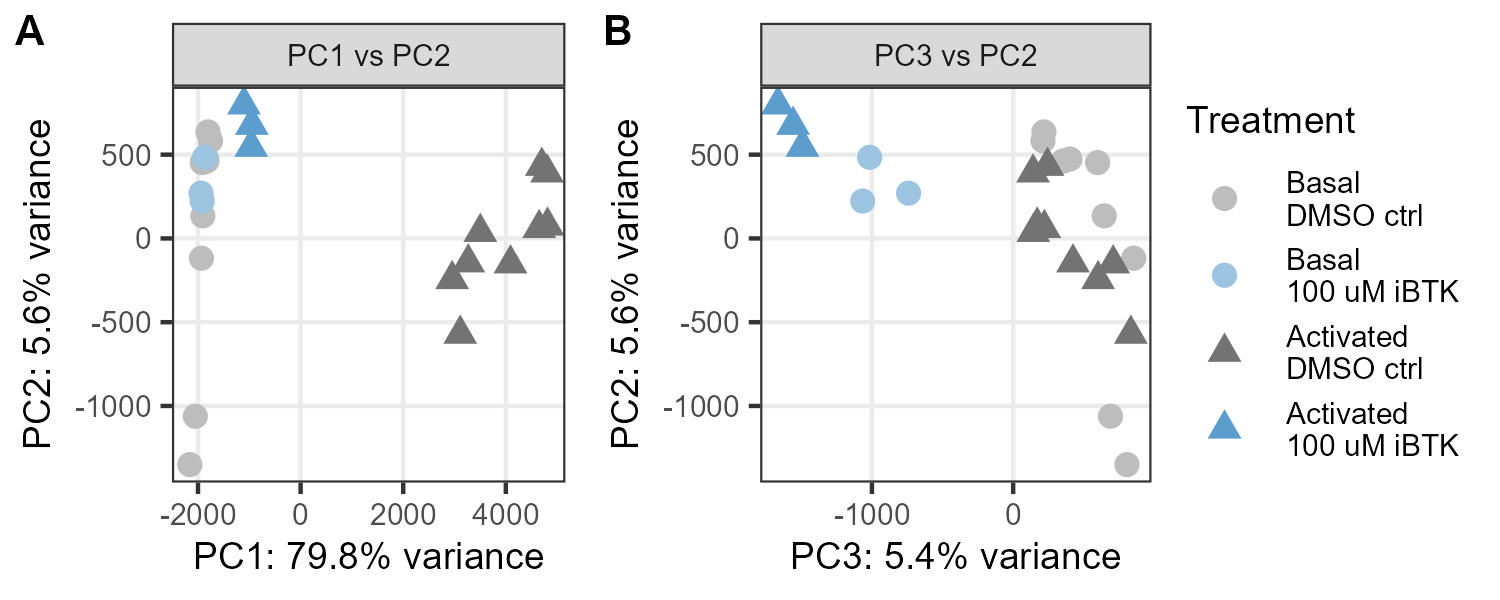 A
PC1 vs PC2
PC2: 5.6% variance
500
0
-500
-1000
-2000
0
2000
4000
PC1: 79.8% variance
B
PC3 vs PC2
PC2: 5.6% variance
500
0
-500
-1000
-1000
0
PC3: 5.4% variance
Treatment
Basal
DMSO ctrl
Basal
100 uM iBTK
Activated
DMSO ctrl
Activated
100 uM iBTK